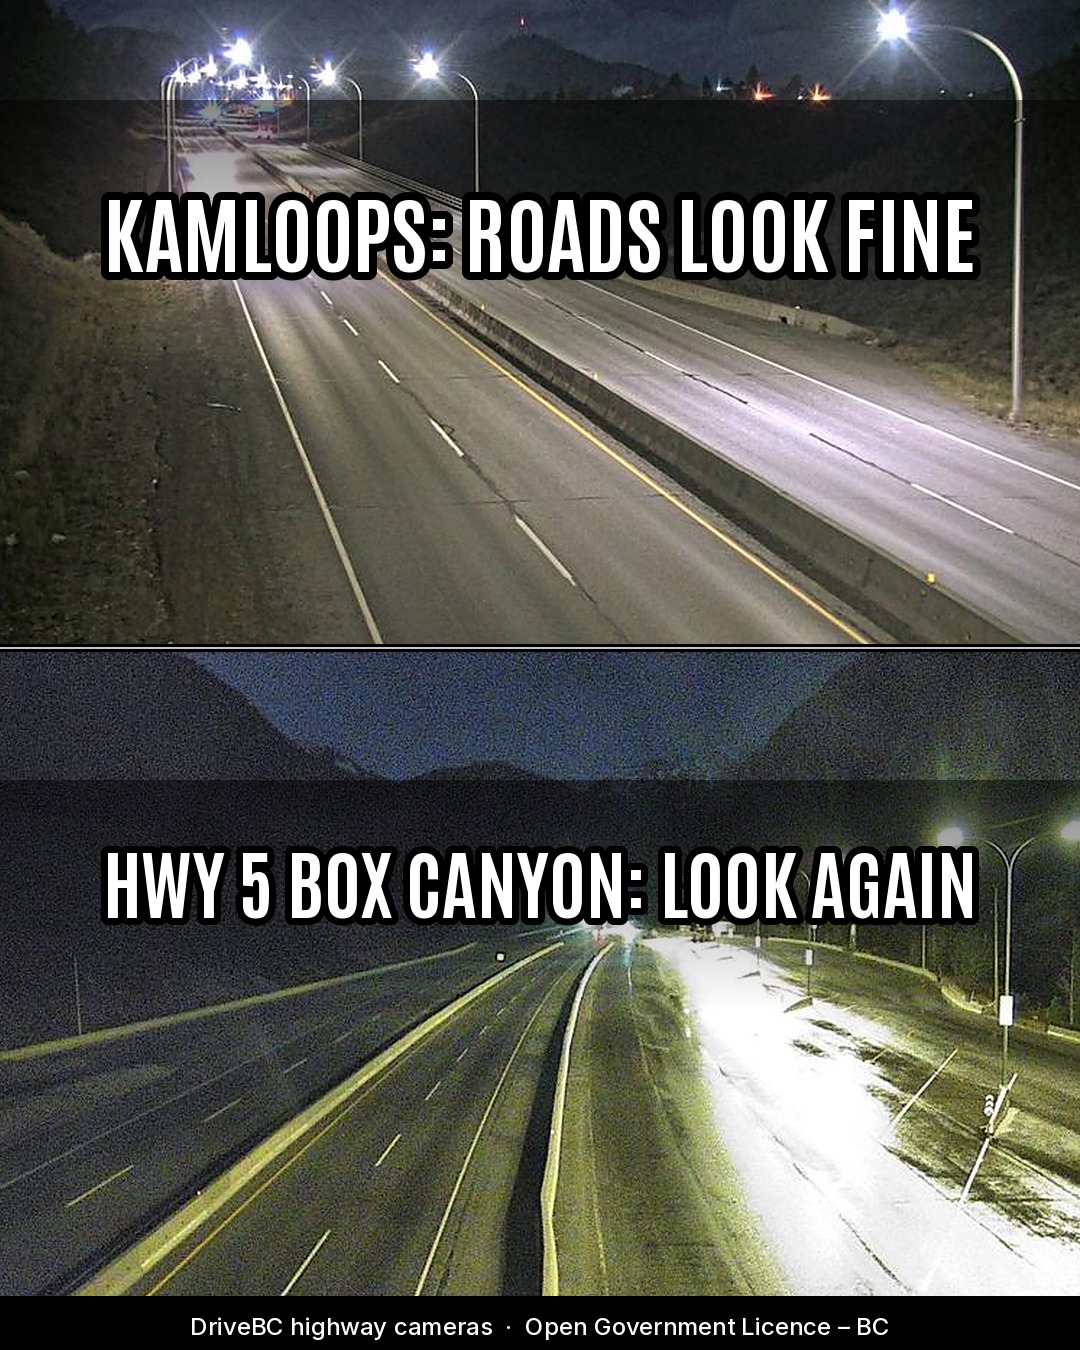 KAMLOOPS: ROADS LOOK FINE
HWY 5 BOX CANYON: LOOK AGAIN
DriveBC highway cameras · Open Government Licence – BC